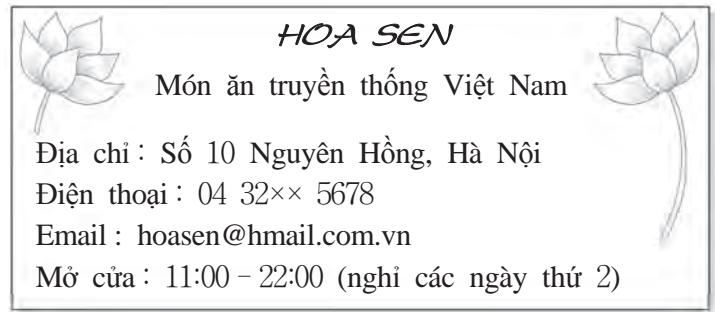 HOA SEN
Món ăn truyền thống Việt Nam
Địa chỉ : Số 10 Nguyên Hồng, Hà Nội
Điện thoại : 04 32×× 5678
Email : hoasen@hmail.com.vn
Mở cửa : 11:00 – 22:00 (nghỉ các ngày thứ 2)